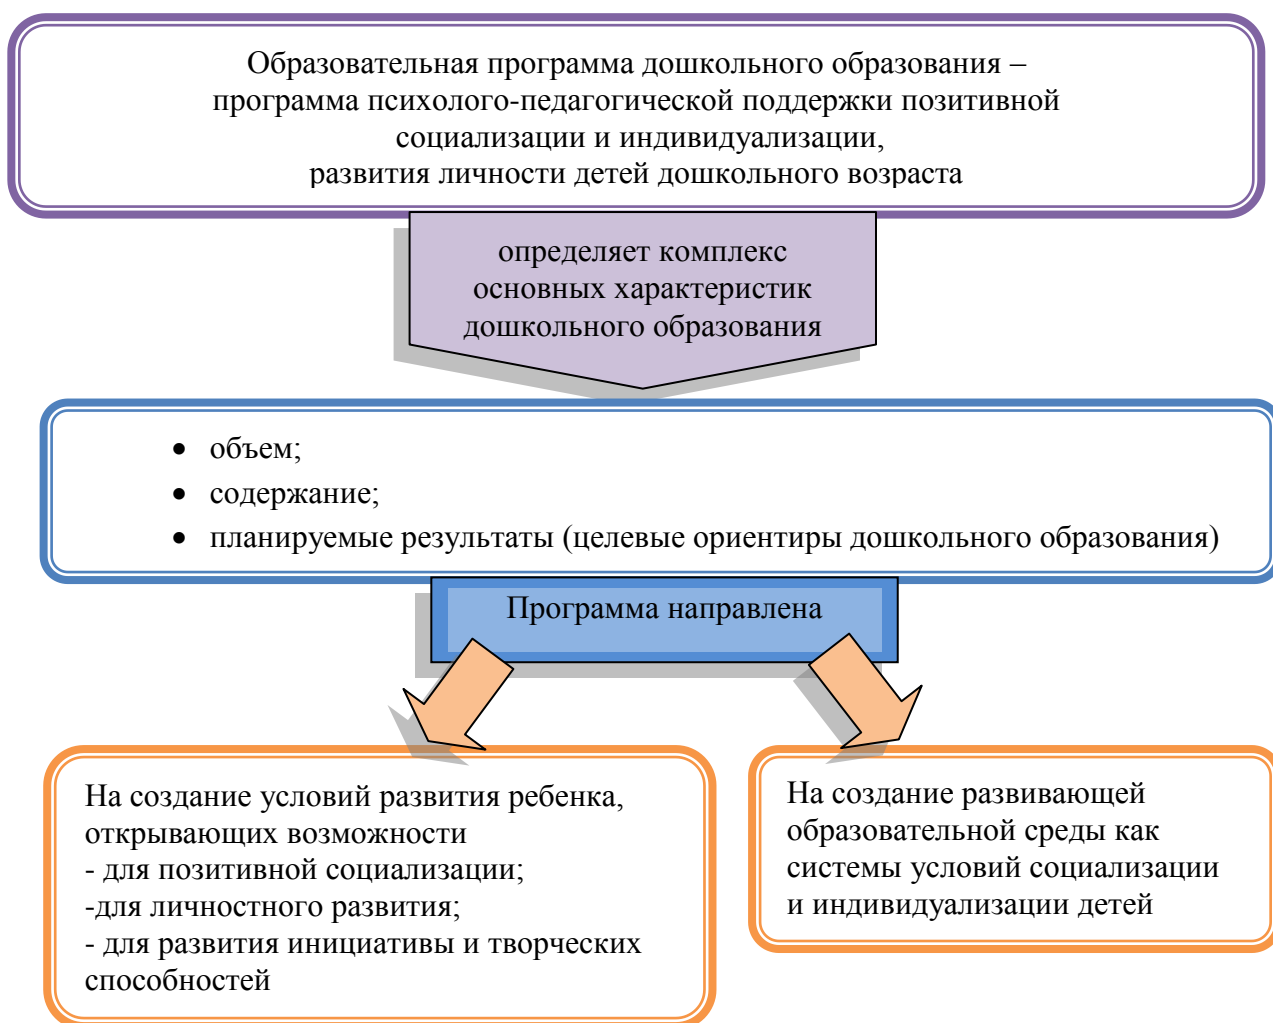 Образовательная программа дошкольного образования –
программа психолого-педагогической поддержки позитивной
социализации и индивидуализации,
развития личности детей дошкольного возраста
определяет комплекс
основных характеристик
дошкольного образования
• объем;
• содержание;
• планируемые результаты (целевые ориентиры дошкольного образования)
Программа направлена
На создание условий развития ребенка,
открывающих возможности
- для позитивной социализации;
-для личностного развития;
- для развития инициативы и творческих
способностей
На создание развивающей
образовательной среды как
системы условий социализации
и индивидуализации детей